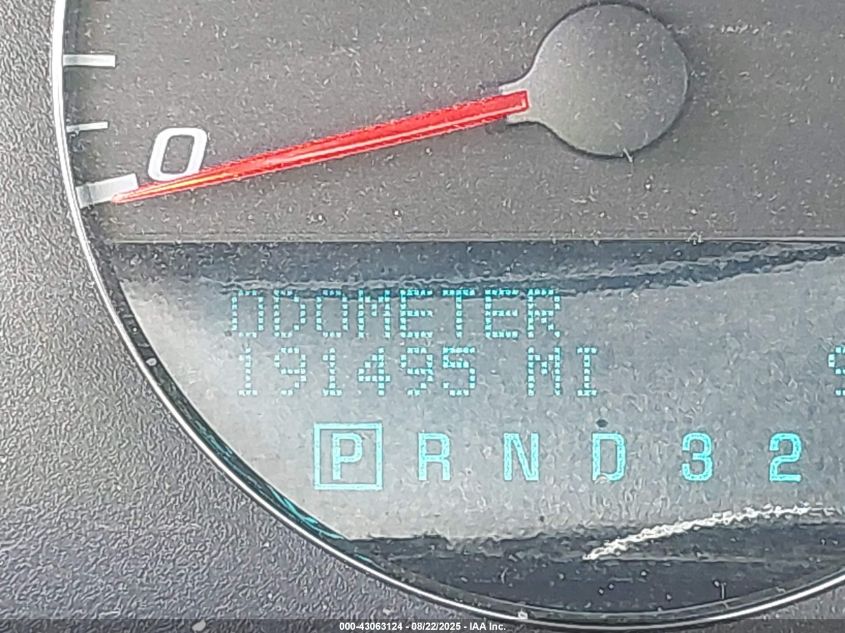 0
ODOMETER
191495 MI
P R N D 3 2
000-43063124 - 08/22/2025 - IAA Inc.